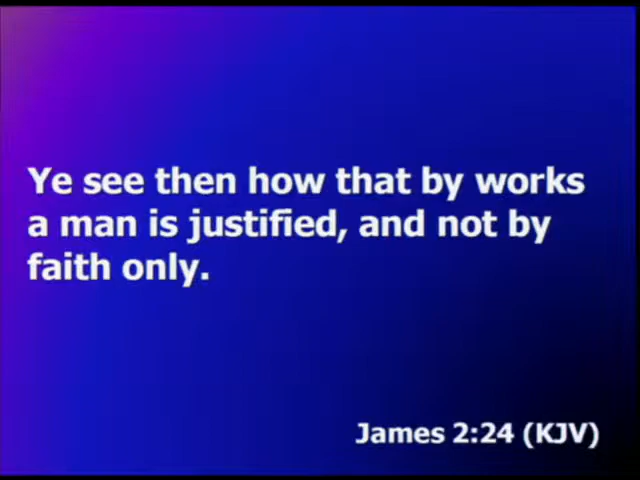 Ye see then how that by works
a man is justified, and not by
faith only.
James 2:24 (KJV)